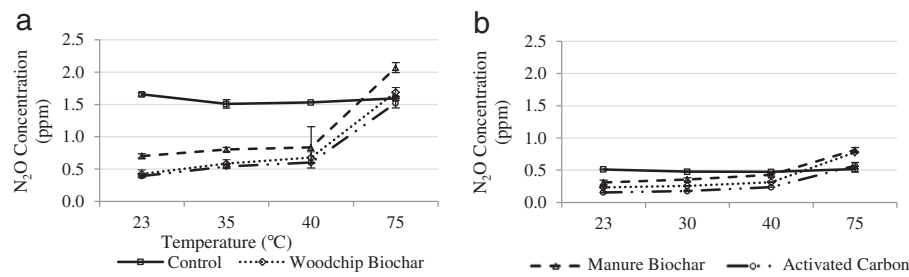 a
N₂O Concentration
(ppm)
2.5
2.0
1.5
1.0
0.5
0.0
23
35
40
75
Temperature (°C)
b
N₂O Concentration
(ppm)
2.5
2.0
1.5
1.0
0.5
0.0
23
30
40
75
Control
Woodchip Biochar
Manure Biochar
Activated Carbon